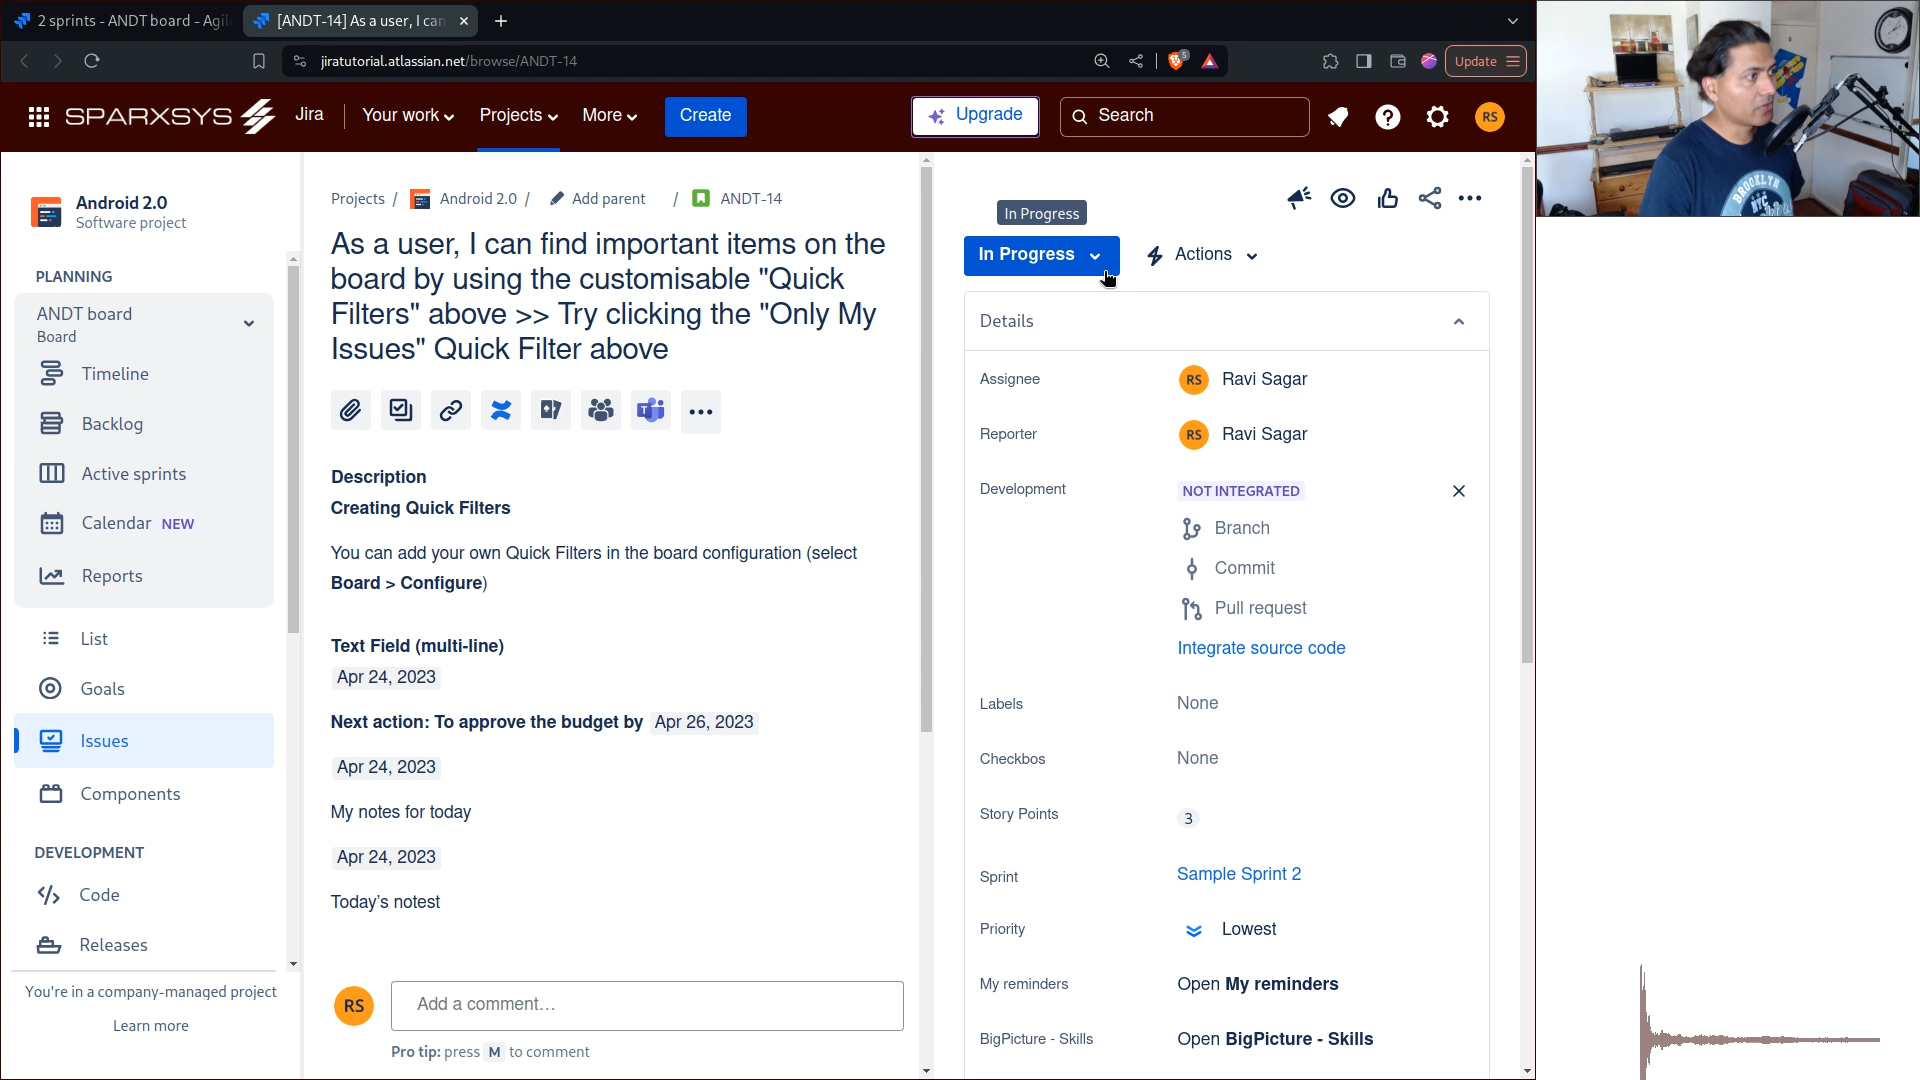 2 sprints - ANDT board - Agil
[ANDT-14] As a user, I can
jiratutorial.atlassian.net/browse/ANDT-14
5
Update
SPARXSYS
Jira
Your work
Projects
More
Create
Upgrade
Search
RS
Android 2.0
Software project
PLANNING
ANDT board
Board
Timeline
Backlog
Active sprints
Calendar NEW
Reports
List
Goals
Issues
Components
DEVELOPMENT
Code
Releases
You're in a company-managed project
Learn more
Projects / Android 2.0 / Add parent / ANDT-14
As a user, I can find important items on the
board by using the customisable "Quick
Filters" above >> Try clicking the "Only My
Issues" Quick Filter above
Description
Creating Quick Filters
You can add your own Quick Filters in the board configuration (select
Board > Configure)
Text Field (multi-line)
Apr 24, 2023
Next action: To approve the budget by Apr 26, 2023
Apr 24, 2023
My notes for today
Apr 24, 2023
Today's notest
RS
Add a comment…
Pro tip: press M to comment
In Progress
In Progress
Actions
Details
Assignee
RS Ravi Sagar
Reporter
RS Ravi Sagar
Development
NOT INTEGRATED
Branch
Commit
Pull request
Integrate source code
Labels
None
Checkbos
None
Story Points
3
Sprint
Sample Sprint 2
Priority
Lowest
My reminders
Open My reminders
BigPicture - Skills
Open BigPicture - Skills
BROOKLYN
NYC